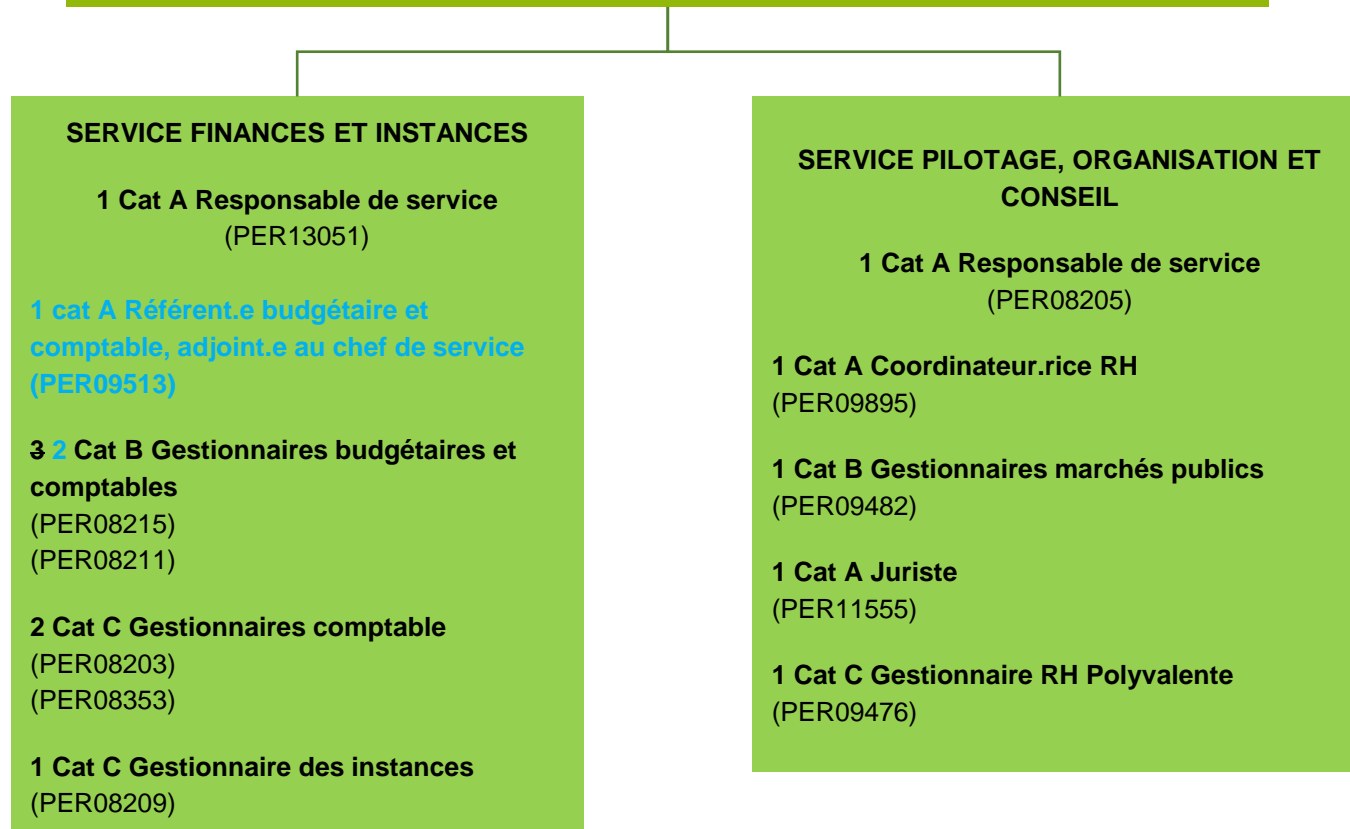 SERVICE FINANCES ET INSTANCES
1 Cat A Responsable de service
(PER13051)
1 cat A Référent.e budgétaire et
comptable, adjoint.e au chef de service
(PER09513)
3 2 Cat B Gestionnaires budgétaires et
comptables
(PER08215)
(PER08211)
2 Cat C Gestionnaires comptable
(PER08203)
(PER08353)
1 Cat C Gestionnaire des instances
(PER08209)
SERVICE PILOTAGE, ORGANISATION ET
CONSEIL
1 Cat A Responsable de service
(PER08205)
1 Cat A Coordinateur.rice RH
(PER09895)
1 Cat B Gestionnaires marchés publics
(PER09482)
1 Cat A Juriste
(PER11555)
1 Cat C Gestionnaire RH Polyvalente
(PER09476)